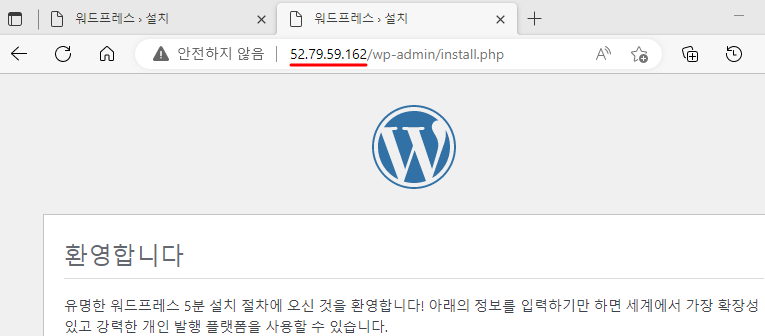 워드프레스 › 설치
워드프레스 › 설치
안전하지 않음 52.79.59.162/wp-admin/install.php
W
환영합니다
유명한 워드프레스 5분 설치 절차에 오신 것을 환영합니다! 아래의 정보를 입력하기만 하면 세계에서 가장 확장성
있고 강력한 개인 발행 플랫폼을 사용할 수 있습니다.